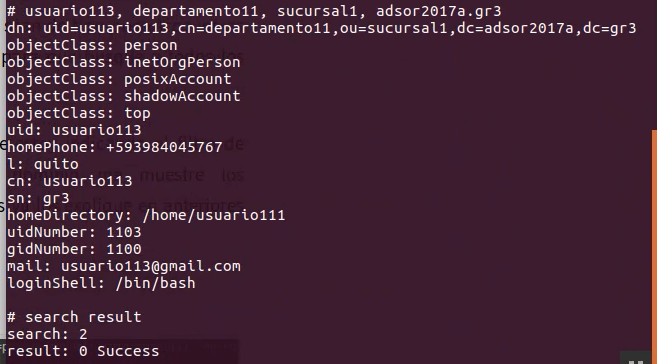 # usuario113, departamento11, sucursal1, adsor2017a.gr3
dn: uid=usuario113,cn=departamento11,ou=sucursal1,dc=adsor2017a,dc=gr3
objectClass: person
objectClass: inetOrgPerson
objectClass: posixAccount
objectClass: shadowAccount
objectClass: top
uid: usuario113
homePhone: +593984045767
l: quito
cn: usuario113
sn: gr3
homeDirectory: /home/usuario111
uidNumber: 1103
gidNumber: 1100
mail: usuario113@gmail.com
loginShell: /bin/bash
# search result
search: 2
result: 0 Success